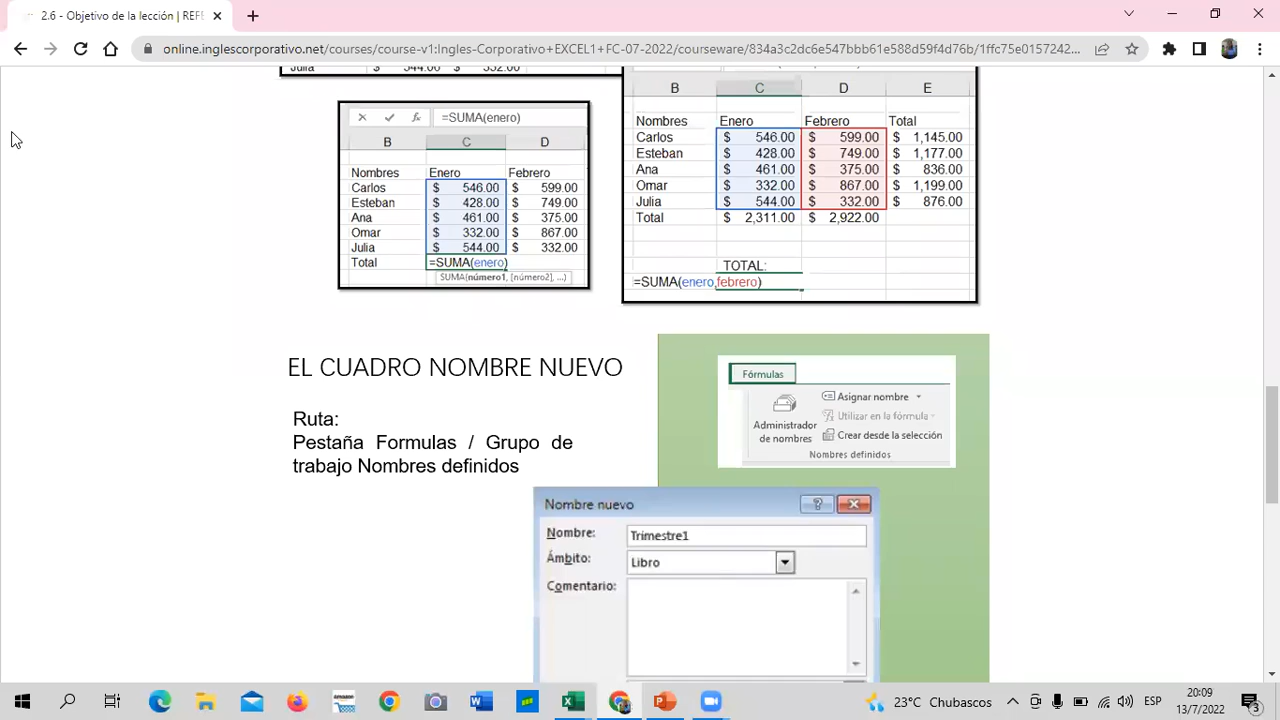 2.6 - Objetivo de la lección | REFE
online.inglescorporativo.net/courses/course-v1:Ingles-Corporativo+EXCEL1+FC-07-2022/courseware/334a3c2dc6e547bbb61e588d59f4d76b/1ffc75e0157242...
Julia $ 544.00 $ 332.00
=SUMA(enero)
B C D
Nombres Enero Febrero
Carlos $ 546.00 $ 599.00
Esteban $ 428.00 $ 749.00
Ana $ 461.00 $ 375.00
Omar $ 332.00 $ 867.00
Julia $ 544.00 $ 332.00
Total =SUMA(enero)
SUMA(número1, [número2], ...)
B C D E
Nombres Enero Febrero Total
Carlos $ 546.00 $ 599.00 $ 1,145.00
Esteban $ 428.00 $ 749.00 $ 1,177.00
Ana $ 461.00 $ 375.00 $ 836.00
Omar $ 332.00 $ 867.00 $ 1,199.00
Julia $ 544.00 $ 332.00 $ 876.00
Total $ 2,311.00 $ 2,922.00
TOTAL:
=SUMA(enero,febrero)
EL CUADRO NOMBRE NUEVO
Ruta:
Pestaña Formulas / Grupo de
trabajo Nombres definidos
Fórmulas
Administrador
de nombres
Asignar nombre
Utilizar en la fórmula
Crear desde la selección
Nombres definidos
Nombre nuevo
Nombre: Trimestre1
Ámbito: Libro
Comentario:
23°C Chubascos
ESP
20:09
13/7/2022
3